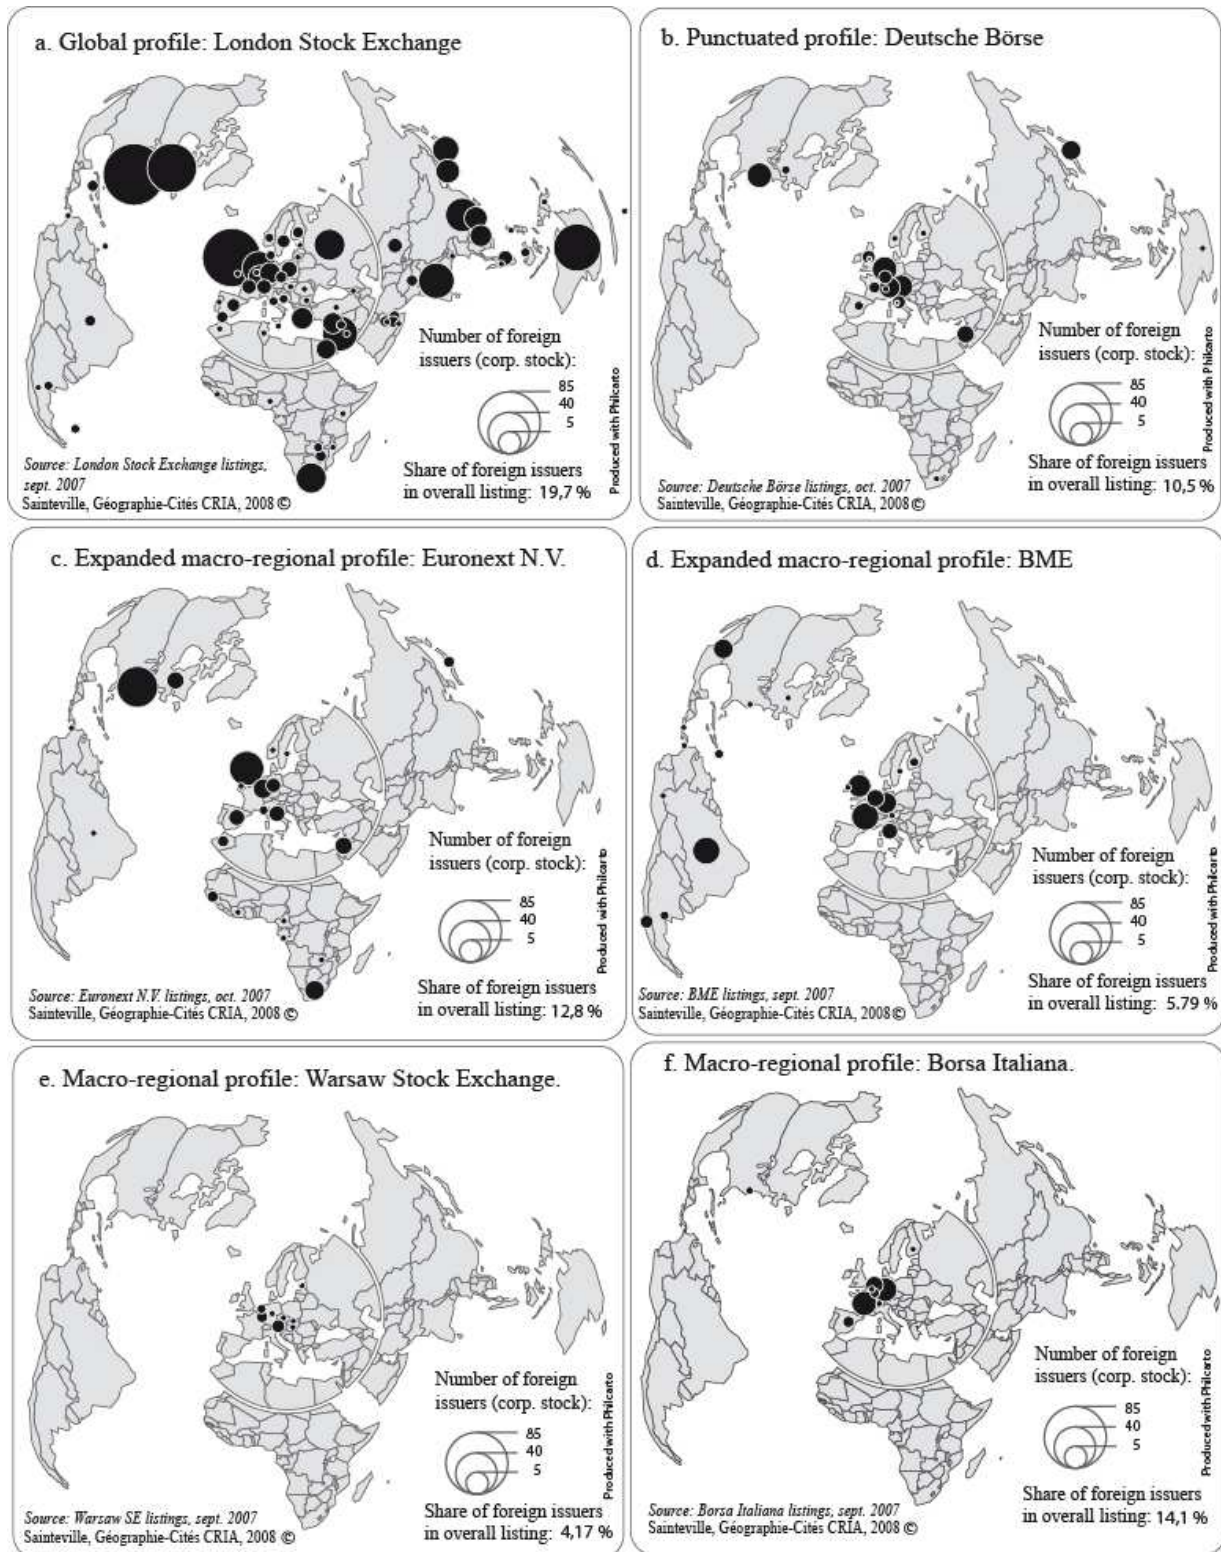 a. Global profile: London Stock Exchange
Number of foreign
issuers (corp. stock):
85
40
5
Share of foreign issuers
in overall listing: 19,7 %
Produced with Philcarto
Source: London Stock Exchange listings,
sept. 2007
Sainteville, Géographie-Cités CRIA, 2008 ©
b. Punctuated profile: Deutsche Börse
Number of foreign
issuers (corp. stock):
85
40
5
Share of foreign issuers
in overall listing: 10,5 %
Produced with Philcarto
Source: Deutsche Börse listings, oct. 2007
Sainteville, Géographie-Cités CRIA, 2008 ©
c. Expanded macro-regional profile: Euronext N.V.
Number of foreign
issuers (corp. stock):
85
40
5
Share of foreign issuers
in overall listing: 12,8 %
Produced with Philcarto
Source: Euronext N.V. listings, oct. 2007
Sainteville, Géographie-Cités CRIA, 2008 ©
d. Expanded macro-regional profile: BME
Number of foreign
issuers (corp. stock):
85
40
5
Share of foreign issuers
in overall listing: 5.79 %
Produced with Philcarto
Source: BME listings, sept. 2007
Sainteville, Géographie-Cités CRIA, 2008 ©
e. Macro-regional profile: Warsaw Stock Exchange.
Number of foreign
issuers (corp. stock):
85
40
5
Share of foreign issuers
in overall listing: 4,17 %
Produced with Philcarto
Source: Warsaw SE listings, sept. 2007
Sainteville, Géographie-Cités CRIA, 2008 ©
f. Macro-regional profile: Borsa Italiana.
Number of foreign
issuers (corp. stock):
85
40
5
Share of foreign issuers
in overall listing: 14,1 %
Produced with Philcarto
Source: Borsa Italiana listings, sept. 2007
Sainteville, Géographie-Cités CRIA, 2008 ©